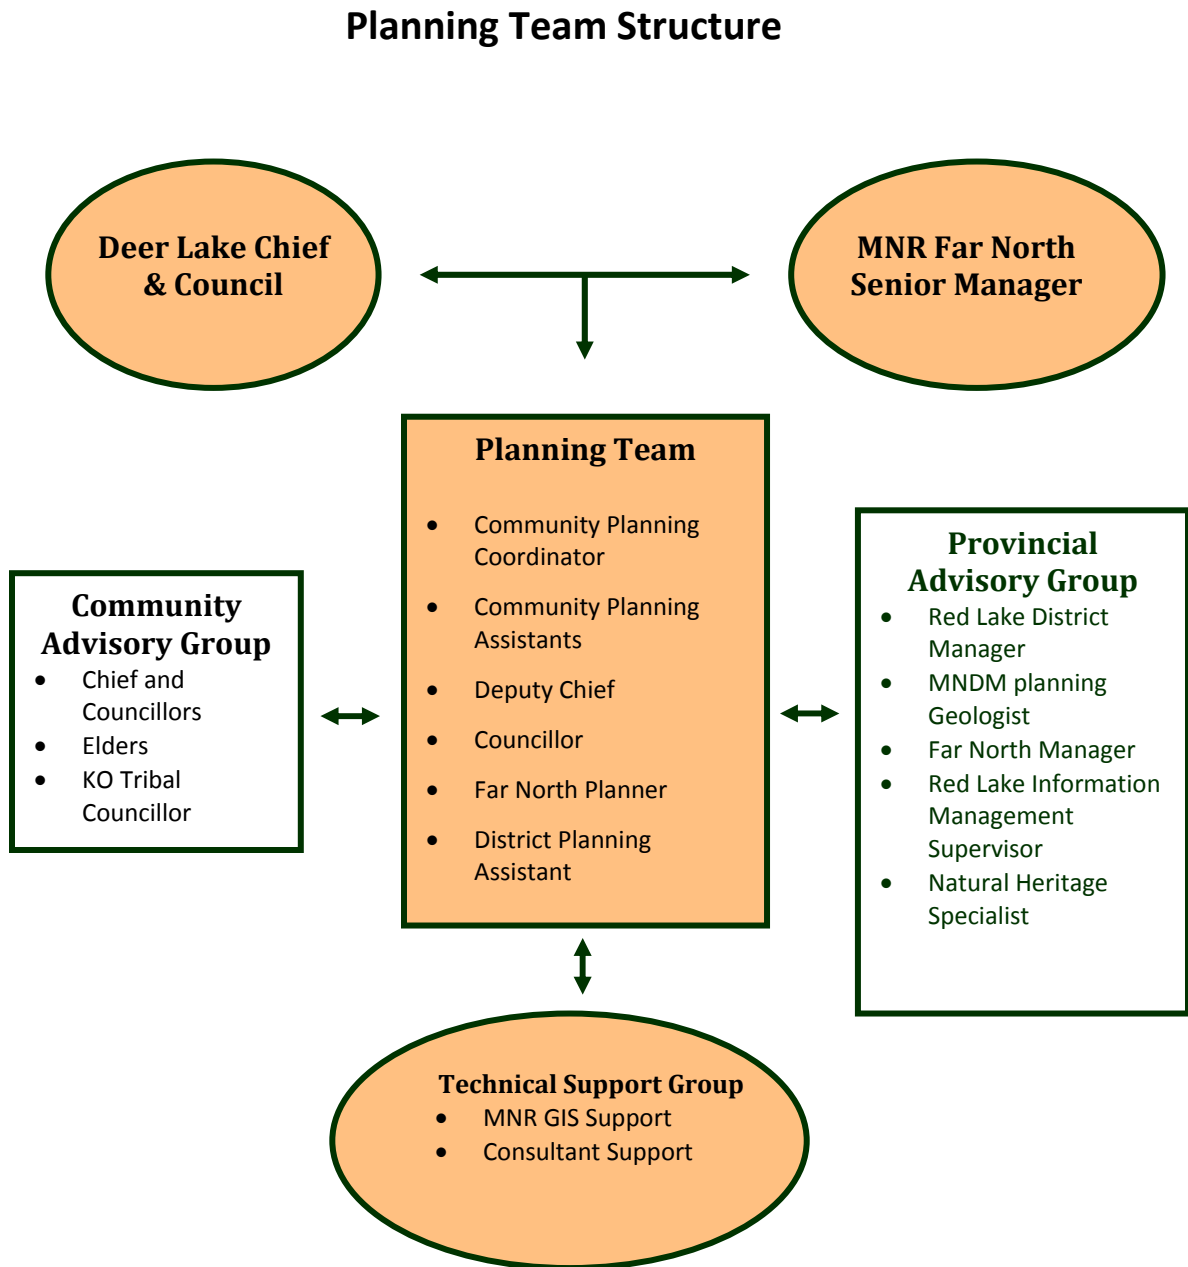 Planning Team Structure
Deer Lake Chief
& Council
MNR Far North
Senior Manager
Planning Team
• Community Planning
Coordinator
• Community Planning
Assistants
• Deputy Chief
• Councillor
• Far North Planner
• District Planning
Assistant
Community
Advisory Group
• Chief and
Councillors
• Elders
• KO Tribal
Councillor
Provincial
Advisory Group
• Red Lake District
Manager
• MNDM planning
Geologist
• Far North Manager
• Red Lake Information
Management
Supervisor
• Natural Heritage
Specialist
Technical Support Group
• MNR GIS Support
• Consultant Support